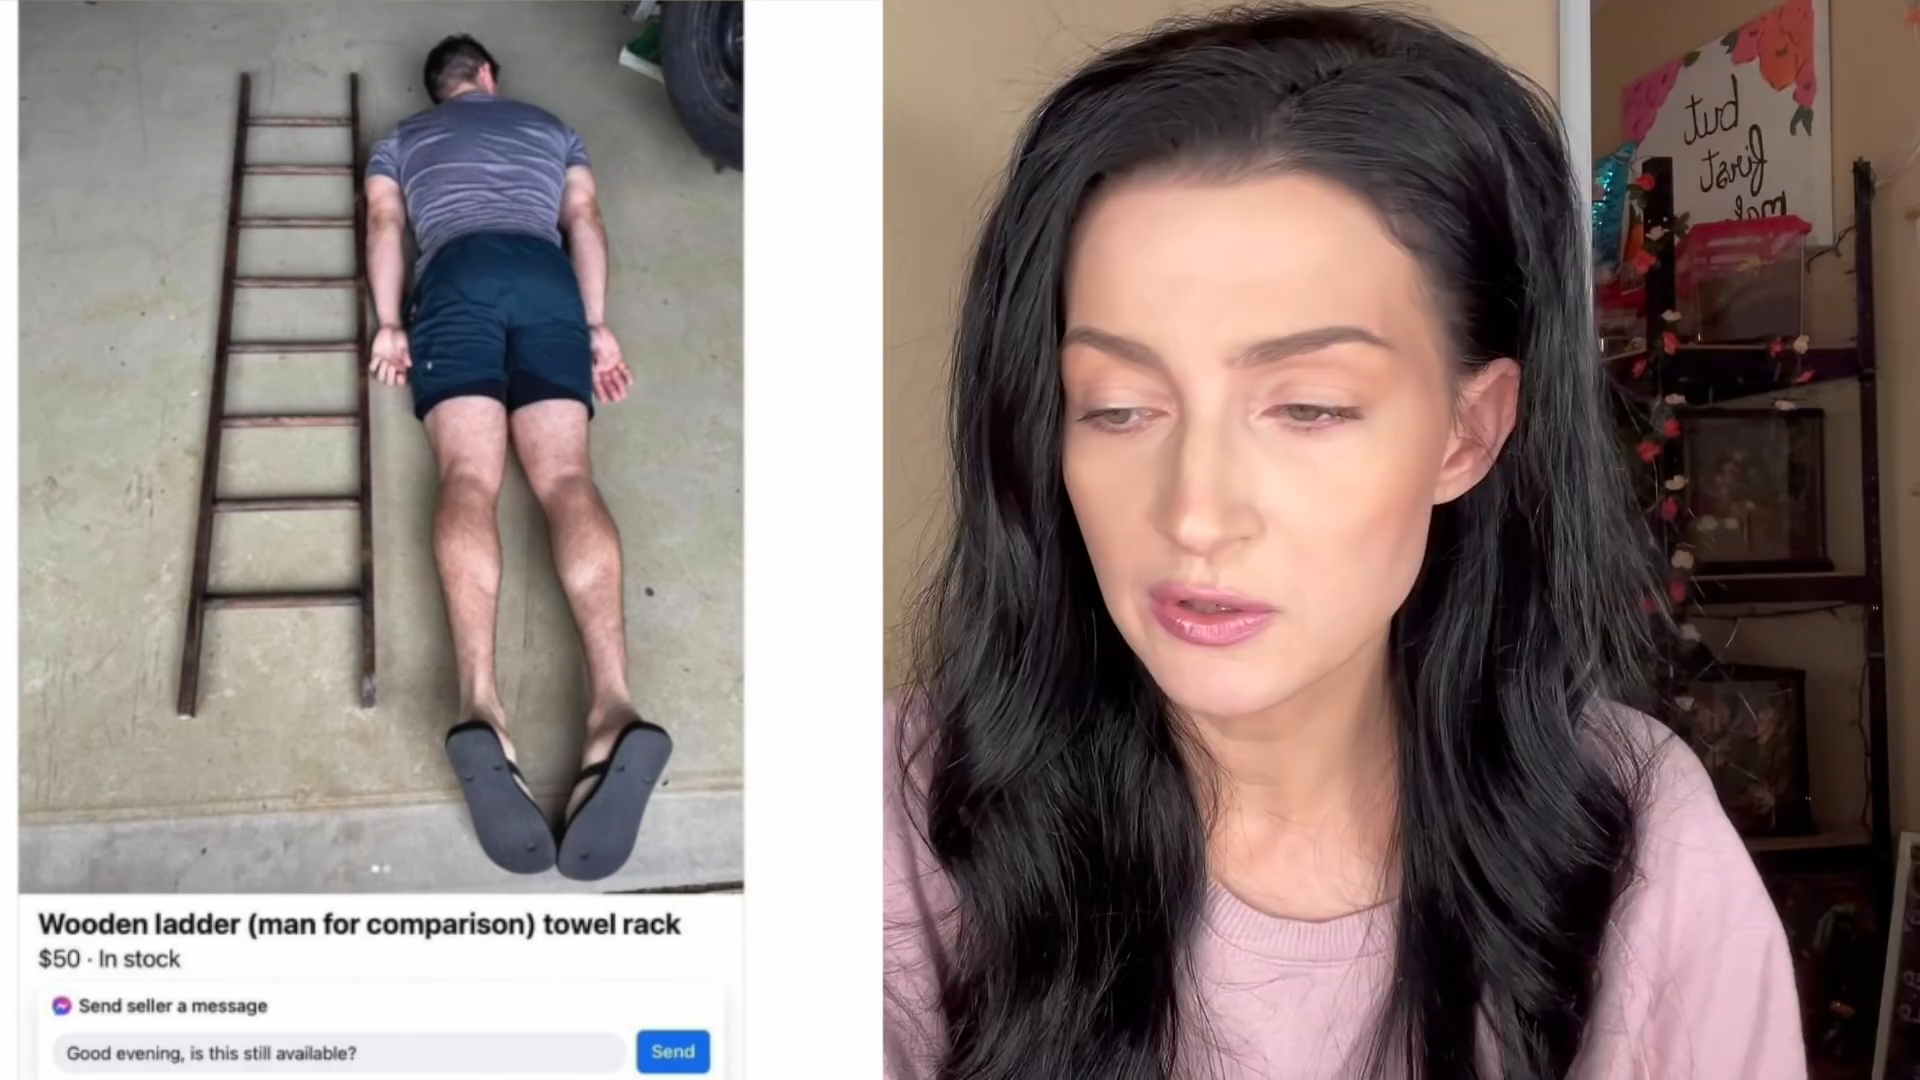 Wooden ladder (man for comparison) towel rack
$50 · In stock
Send seller a message
Good evening, is this still available?
Send
but
first